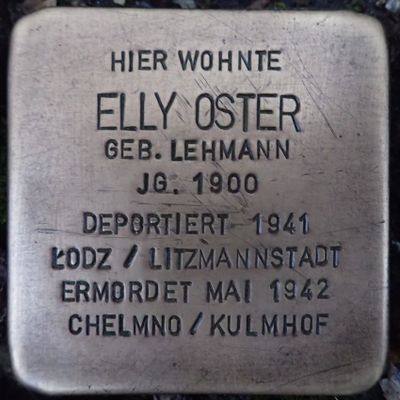 HIER WOHNTE
ELLY OSTER
GEB. LEHMANN
JG. 1900
DEPORTIERT 1941
ŁODZ / LITZMANNSTADT
ERMORDET MAI 1942
CHELMNO / KULMHOF